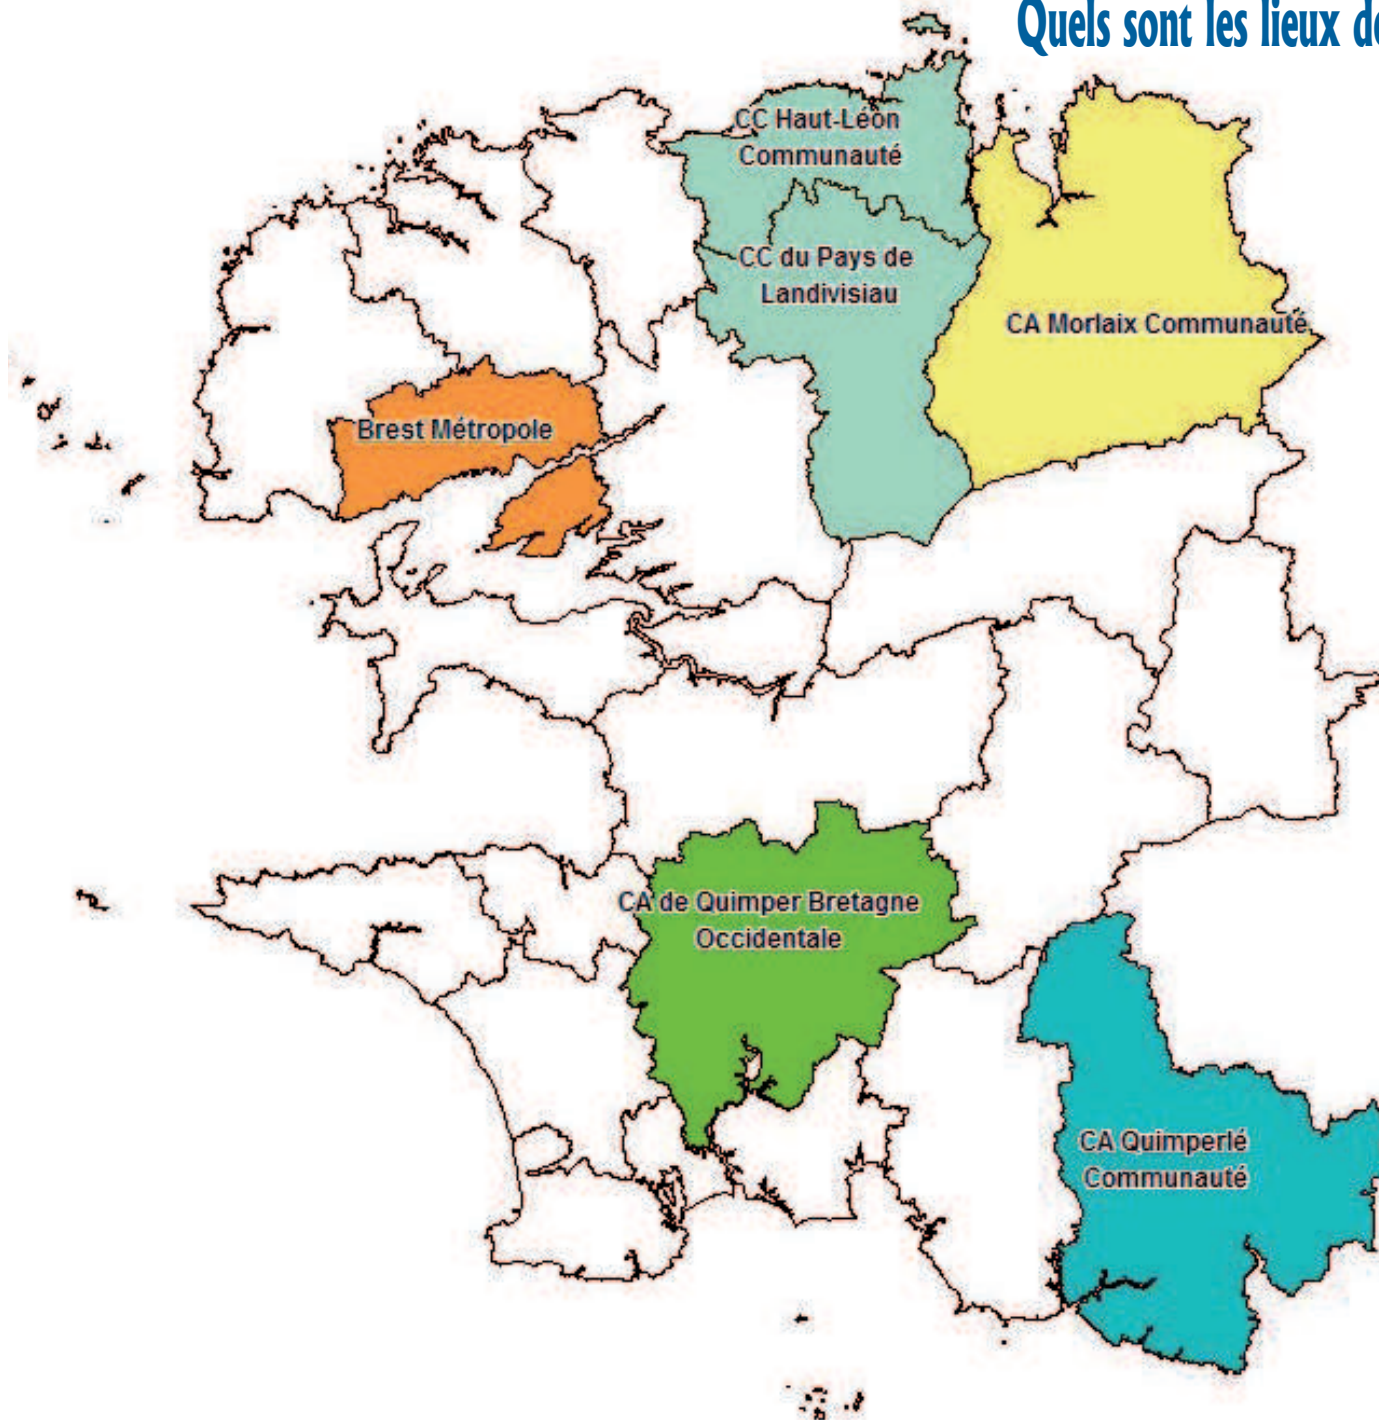 Quels sont les lieux de
CC Haut-Léon
Communauté
CC du Pays de
Landivisiau
CA Morlaix Communauté
Brest Métropole
CA de Quimper Bretagne
Occidentale
CA Quimperlé
Communauté